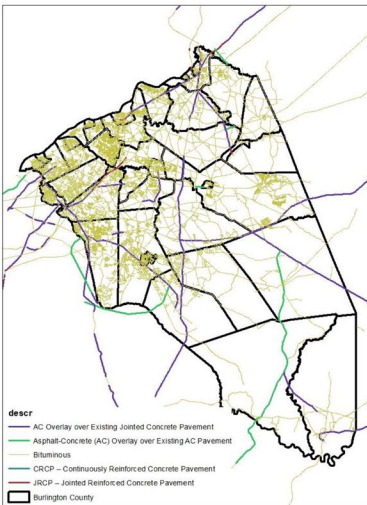 descr
AC Overlay over Existing Jointed Concrete Pavement
Asphalt-Concrete (AC) Overlay over Existing AC Pavement
Bituminous
CRCP – Continuously Reinforced Concrete Pavement
JRCP – Jointed Reinforced Concrete Pavement
Burlington County